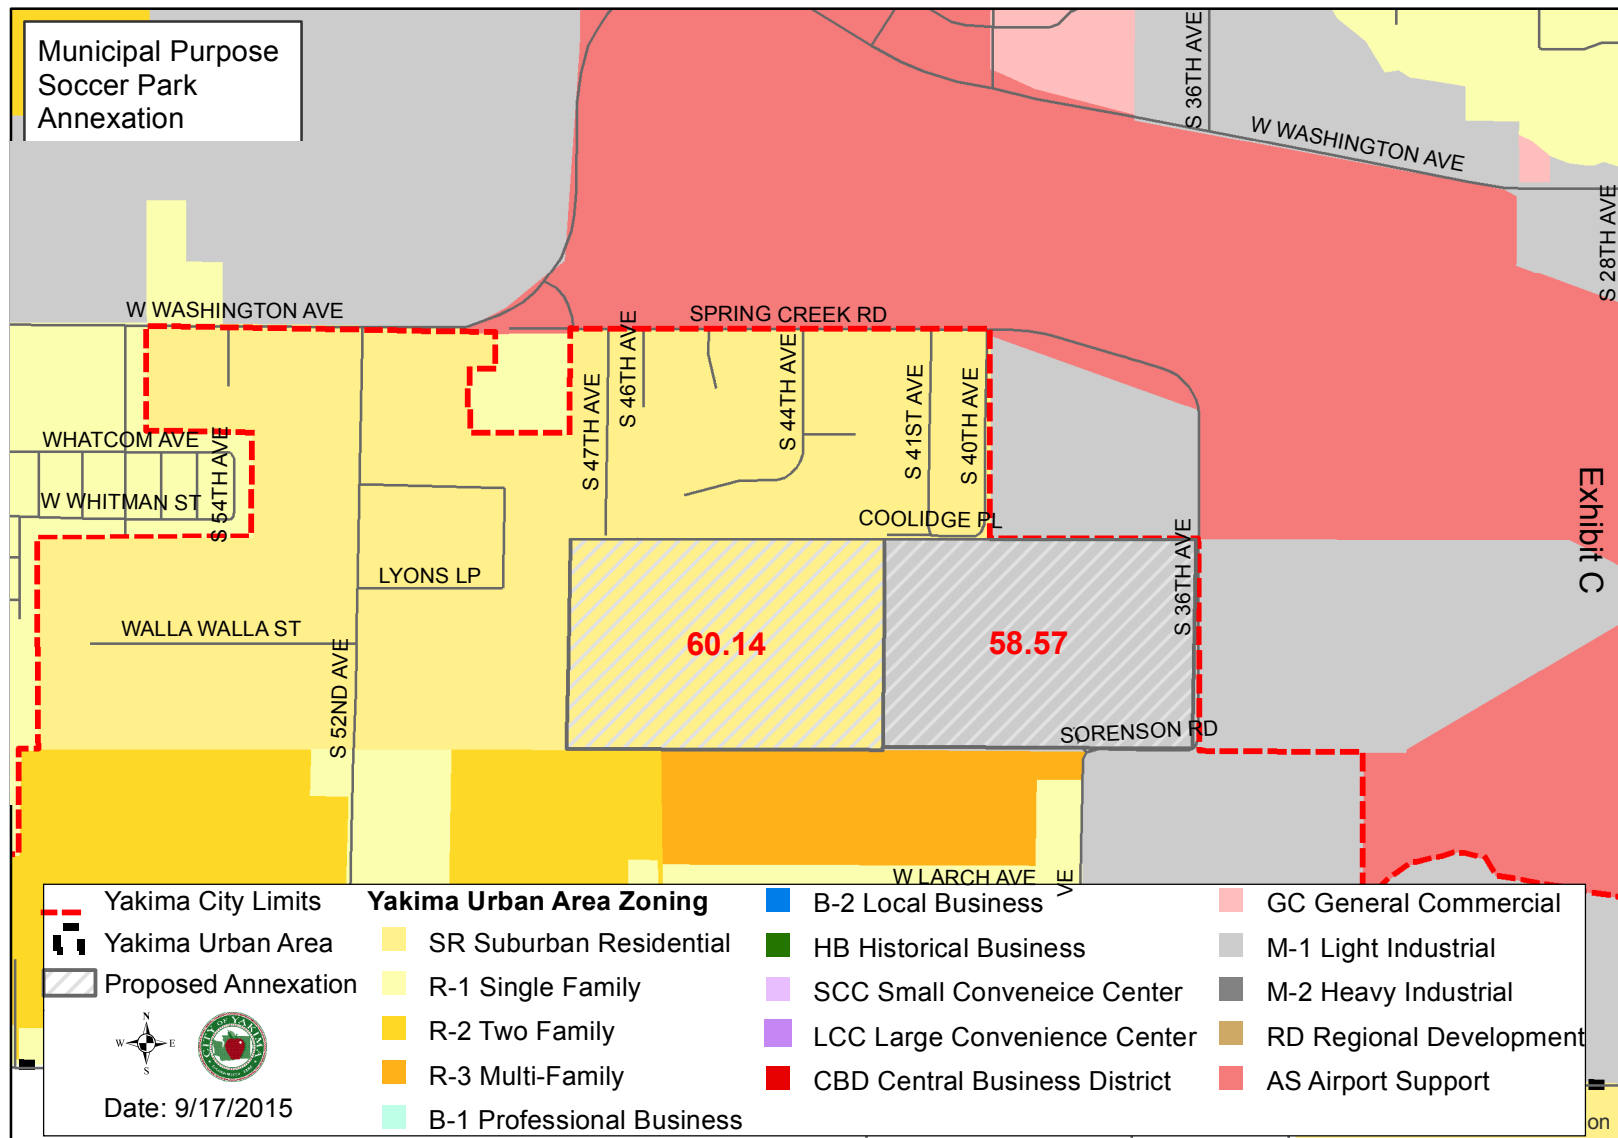 Municipal Purpose
Soccer Park
Annexation
S 36TH AVE
W WASHINGTON AVE
S 28TH AVE
W WASHINGTON AVE
SPRING CREEK RD
S 47TH AVE
S 46TH AVE
S 44TH AVE
S 41ST AVE
S 40TH AVE
WHATCOM AVE
S 54TH AVE
W WHITMAN ST
COOLIDGE PL
Exhibit C
LYONS LP
S 36TH AVE
WALLA WALLA ST
60.14
58.57
S 52ND AVE
SORENSON RD
W LARCH AVE
VE
Yakima City Limits
Yakima Urban Area
Proposed Annexation
N
W E
S
CITY OF YAKIMA
Date: 9/17/2015
Yakima Urban Area Zoning
SR Suburban Residential
R-1 Single Family
R-2 Two Family
R-3 Multi-Family
B-1 Professional Business
B-2 Local Business
HB Historical Business
SCC Small Conveneice Center
LCC Large Convenience Center
CBD Central Business District
GC General Commercial
M-1 Light Industrial
M-2 Heavy Industrial
RD Regional Development
AS Airport Support
on